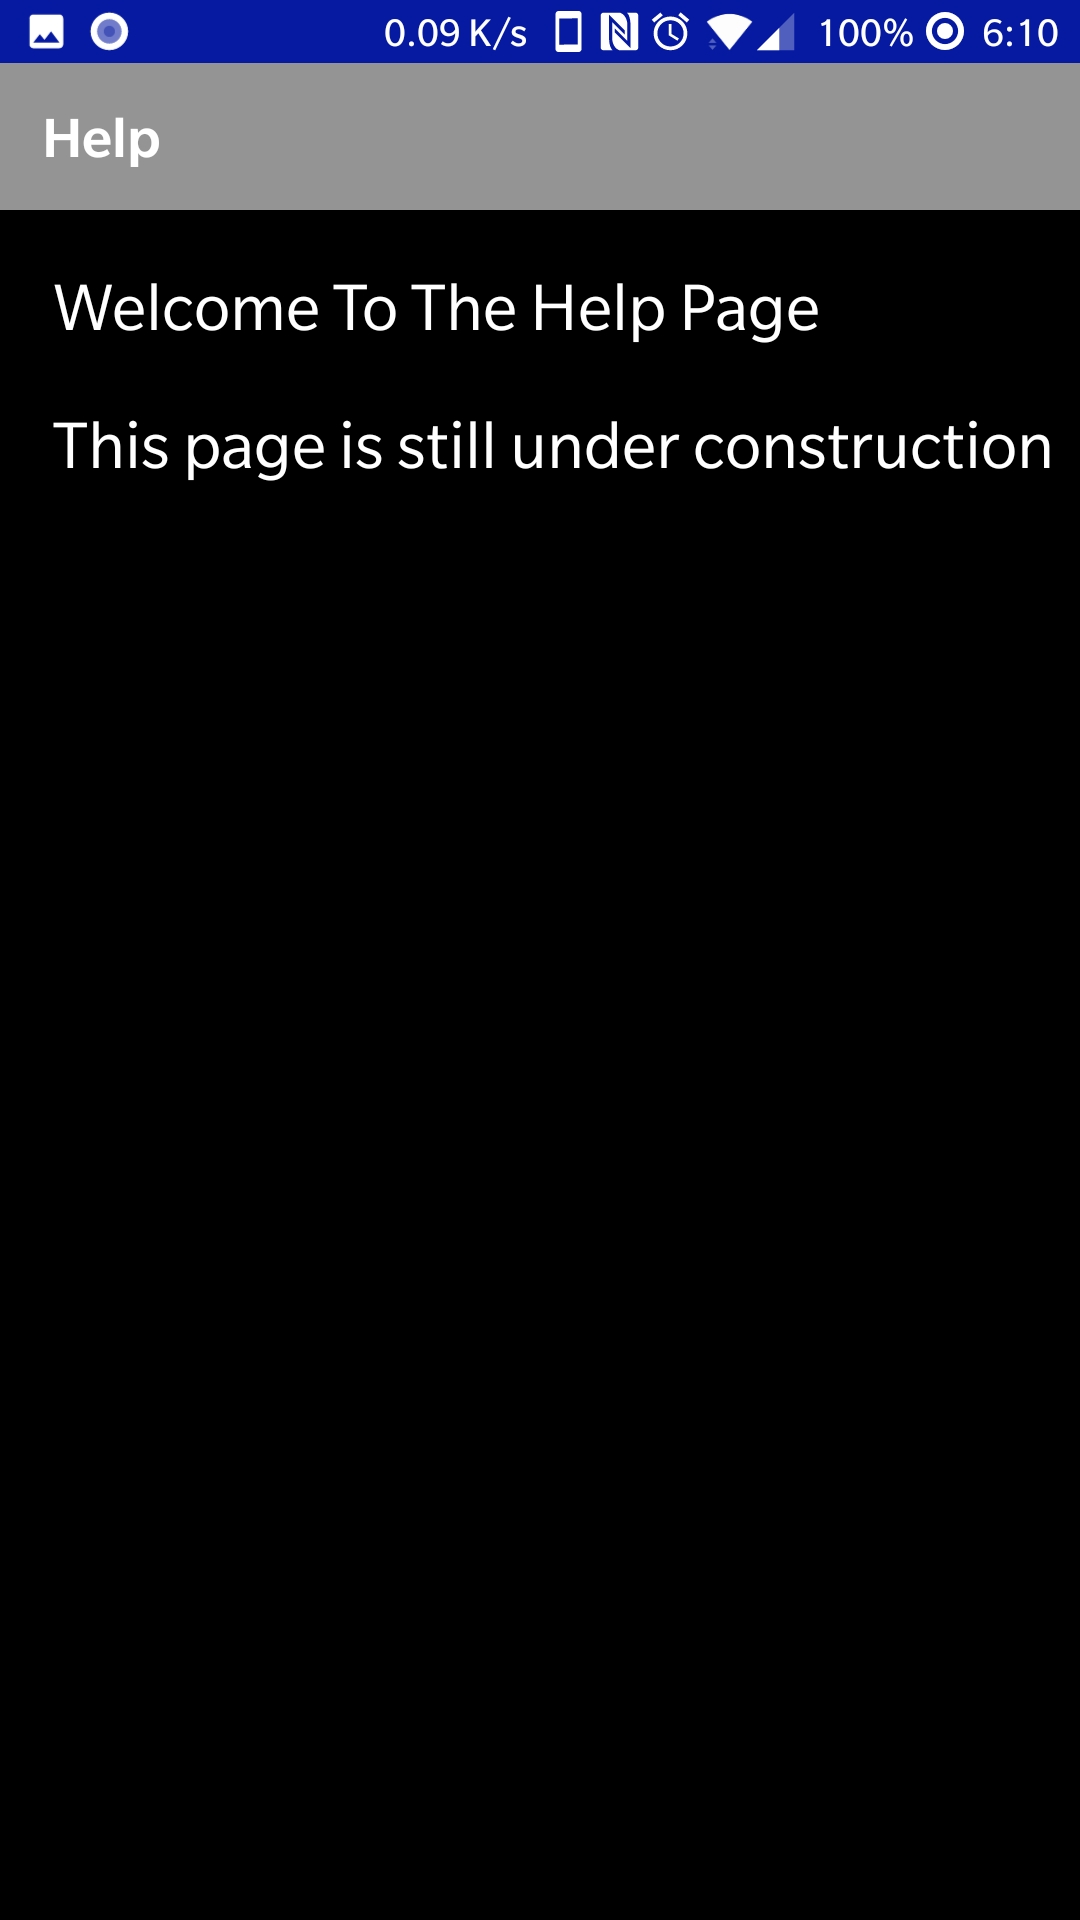 0.09 K/s 100% 6:10
Help
Welcome To The Help Page
This page is still under construction